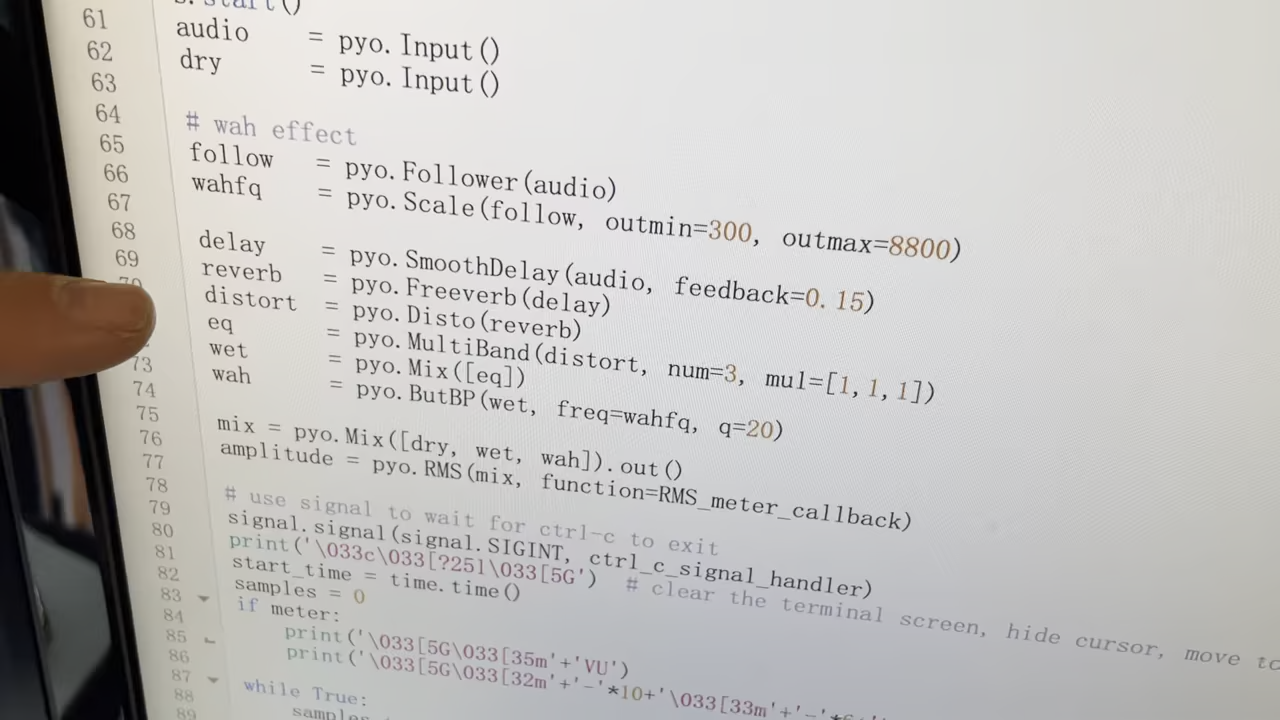 61 s.start()
62 audio = pyo.Input()
63 dry = pyo.Input()
64
65 # wah effect
66 follow = pyo.Follower(audio)
67 wahfq = pyo.Scale(follow, outmin=300, outmax=8800)
68
69 delay = pyo.SmoothDelay(audio, feedback=0.15)
70 reverb = pyo.Freeverb(delay)
distort = pyo.Disto(reverb)
eq = pyo.MultiBand(distort, num=3, mul=[1,1,1])
73 wet = pyo.Mix([eq])
74 wah = pyo.ButBP(wet, freq=wahfq, q=20)
75
76 mix = pyo.Mix([dry, wet, wah]).out()
77 amplitude = pyo.RMS(mix, function=RMS_meter_callback)
78
79 # use signal to wait for ctrl-c to exit
80 signal.signal(signal.SIGINT, ctrl_c_signal_handler)
81 print('\033c\033[?25l\033[5G') # clear the terminal screen, hide cursor, move to
82 start_time = time.time()
83 samples = 0
84 if meter:
85 print('\033[5G\033[35m'+'VU')
86 print('\033[5G\033[32m'+'-'*10+'\033[33m'+'-'*
87 while True:
88 samples
89